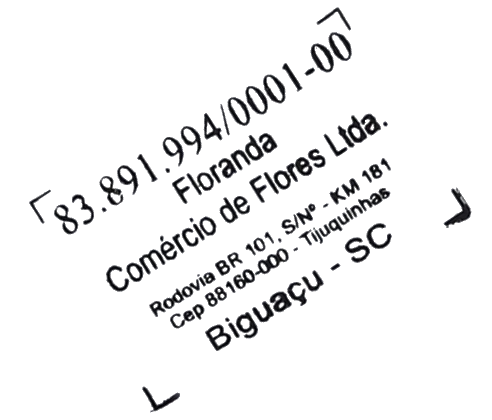 83.891.994/0001-00
Floranda
Comércio de Flores Ltda.
Rodovia BR 101, S/Nº - KM 181
Cep 88160-000 - Tijuquinhas
Biguaçu - SC